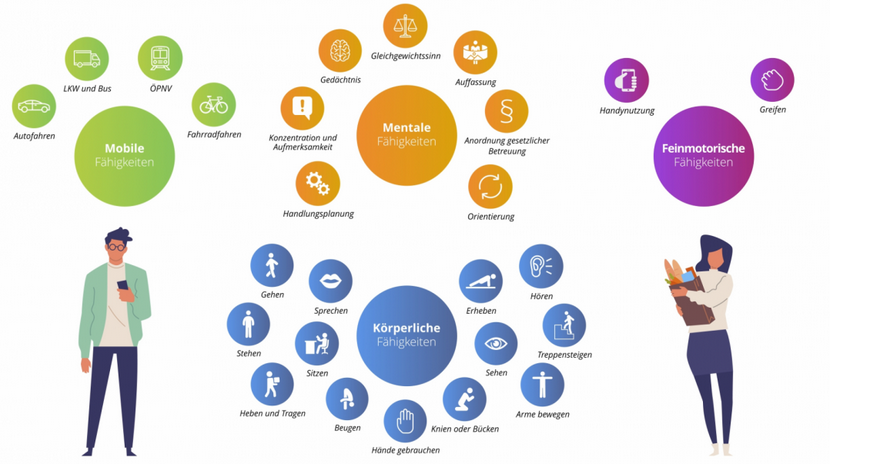 LKW und Bus
ÖPNV
Autofahren
Fahrradfahren
Mobile
Fähigkeiten
Gleichgewichtssinn
Gedächtnis
Auffassung
Konzentration und
Aufmerksamkeit
Anordnung gesetzlicher
Betreuung
Handlungsplanung
Orientierung
Mentale
Fähigkeiten
Handynutzung
Greifen
Feinmotorische
Fähigkeiten
Gehen
Sprechen
Erheben
Hören
Stehen
Sitzen
Sehen
Treppensteigen
Körperliche
Fähigkeiten
Heben und Tragen
Beugen
Hände gebrauchen
Knien oder Bücken
Arme bewegen